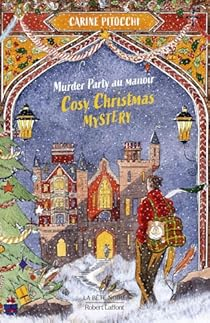 CARINE PITOCCHI
Murder Party au manoir
Cosy Christmas
MYSTERY
LA BÊTE NOIRE
Robert Laffont